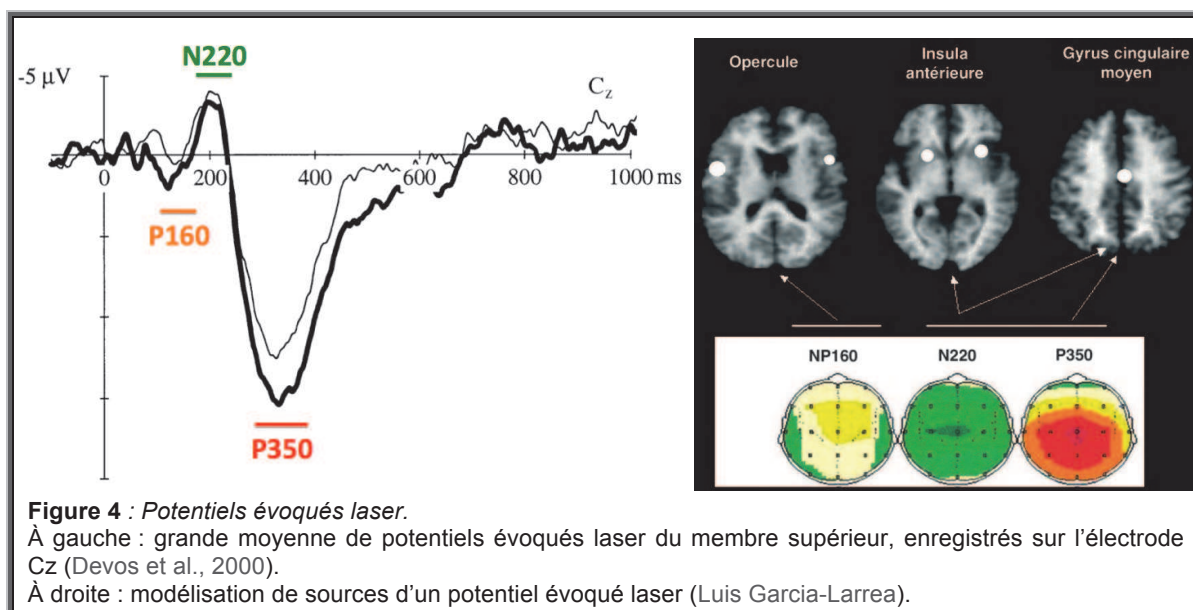 N220
-5 µV
Cz
0
200
400
600
800
1000 ms
P160
P350
Opercule
Insula
antérieure
Gyrus cingulaire
moyen
NP160
N220
P350
Figure 4 : Potentiels évoqués laser.
À gauche : grande moyenne de potentiels évoqués laser du membre supérieur, enregistrés sur l’électrode
Cz (Devos et al., 2000).
À droite : modélisation de sources d’un potentiel évoqué laser (Luis Garcia-Larrea).